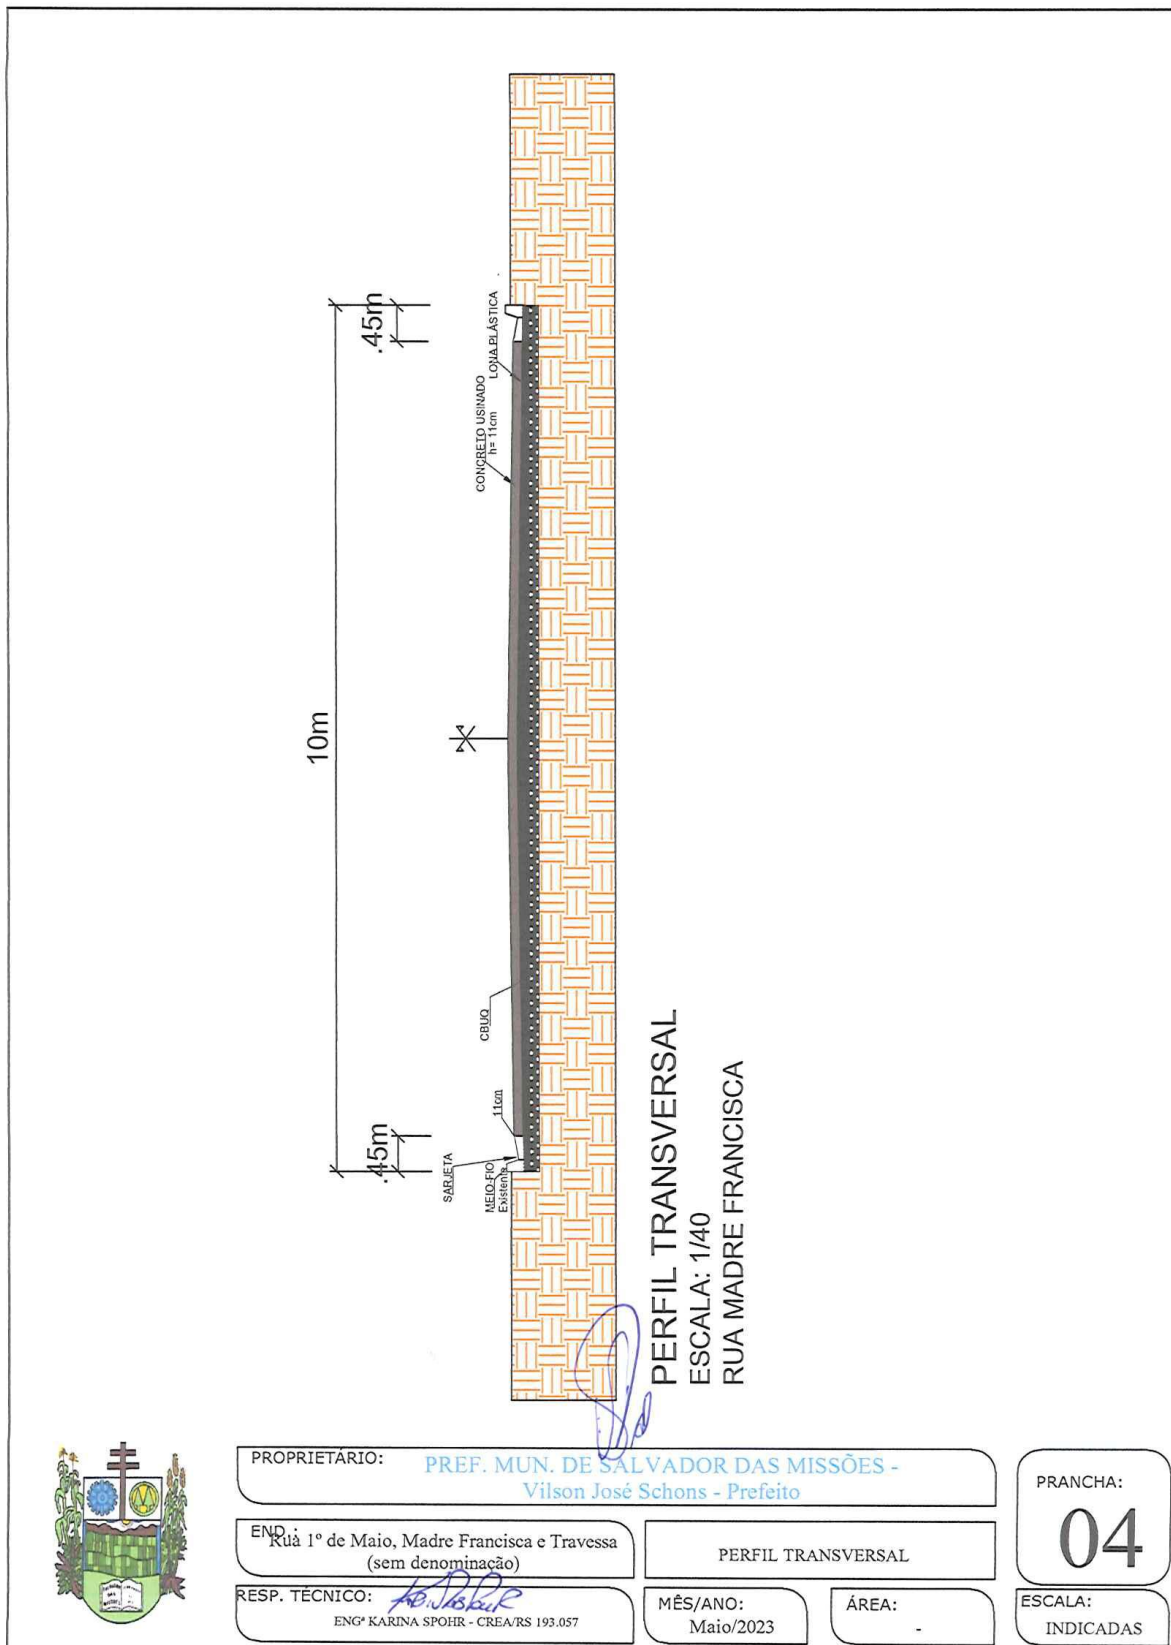 10m
.45m
.45m
CONCRETO USINADO
h= 11cm
LONA PLÁSTICA
CBUQ
11cm
SARJETA
MEIO-FIO
Existente
PERFIL TRANSVERSAL
ESCALA: 1/40
RUA MADRE FRANCISCA
PROPRIETÁRIO:
PREF. MUN. DE SALVADOR DAS MISSÕES -
Vilson José Schons - Prefeito
PRANCHA:
04
END.:
Rua 1º de Maio, Madre Francisca e Travessa
(sem denominação)
PERFIL TRANSVERSAL
RESP. TÉCNICO:
ENGª KARINA SPOHR - CREA/RS 193.057
MÊS/ANO:
Maio/2023
ÁREA:
-
ESCALA:
INDICADAS